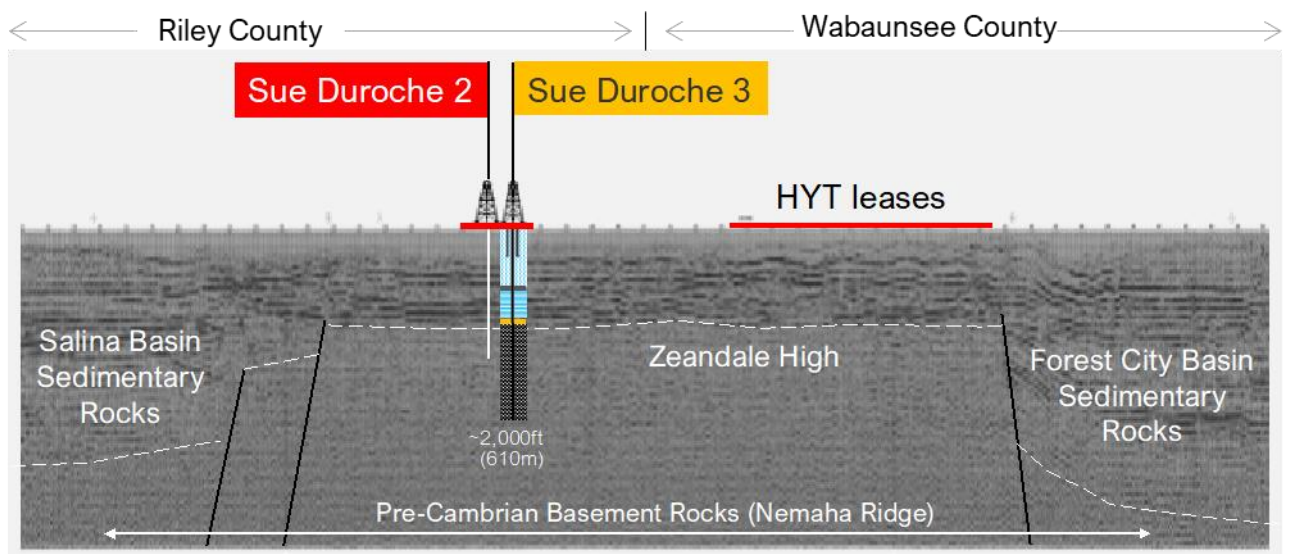 Riley County
Wabaunsee County
Sue Duroche 2
Sue Duroche 3
HYT leases
Salina Basin
Sedimentary
Rocks
Zeandale High
Forest City Basin
Sedimentary
Rocks
~2,000ft
(610m)
Pre-Cambrian Basement Rocks (Nemaha Ridge)